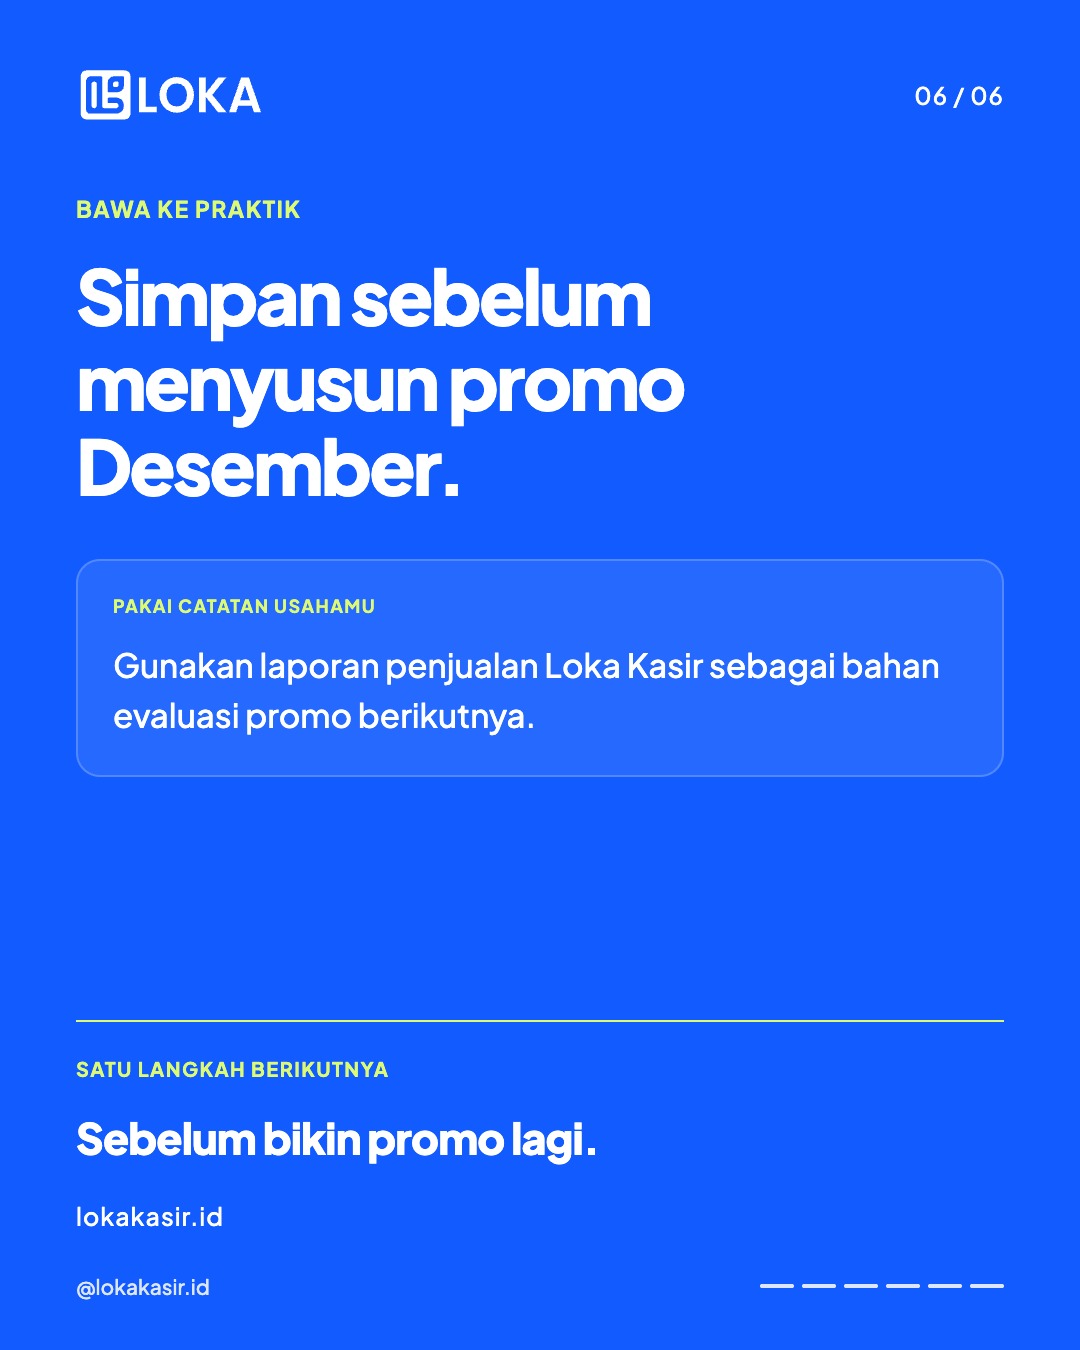 LOKA
06 / 06
BAWA KE PRAKTIK
Simpan sebelum
menyusun promo
Desember.
PAKAI CATATAN USAHAMU
Gunakan laporan penjualan Loka Kasir sebagai bahan
evaluasi promo berikutnya.
SATU LANGKAH BERIKUTNYA
Sebelum bikin promo lagi.
lokakasir.id
@lokakasir.id